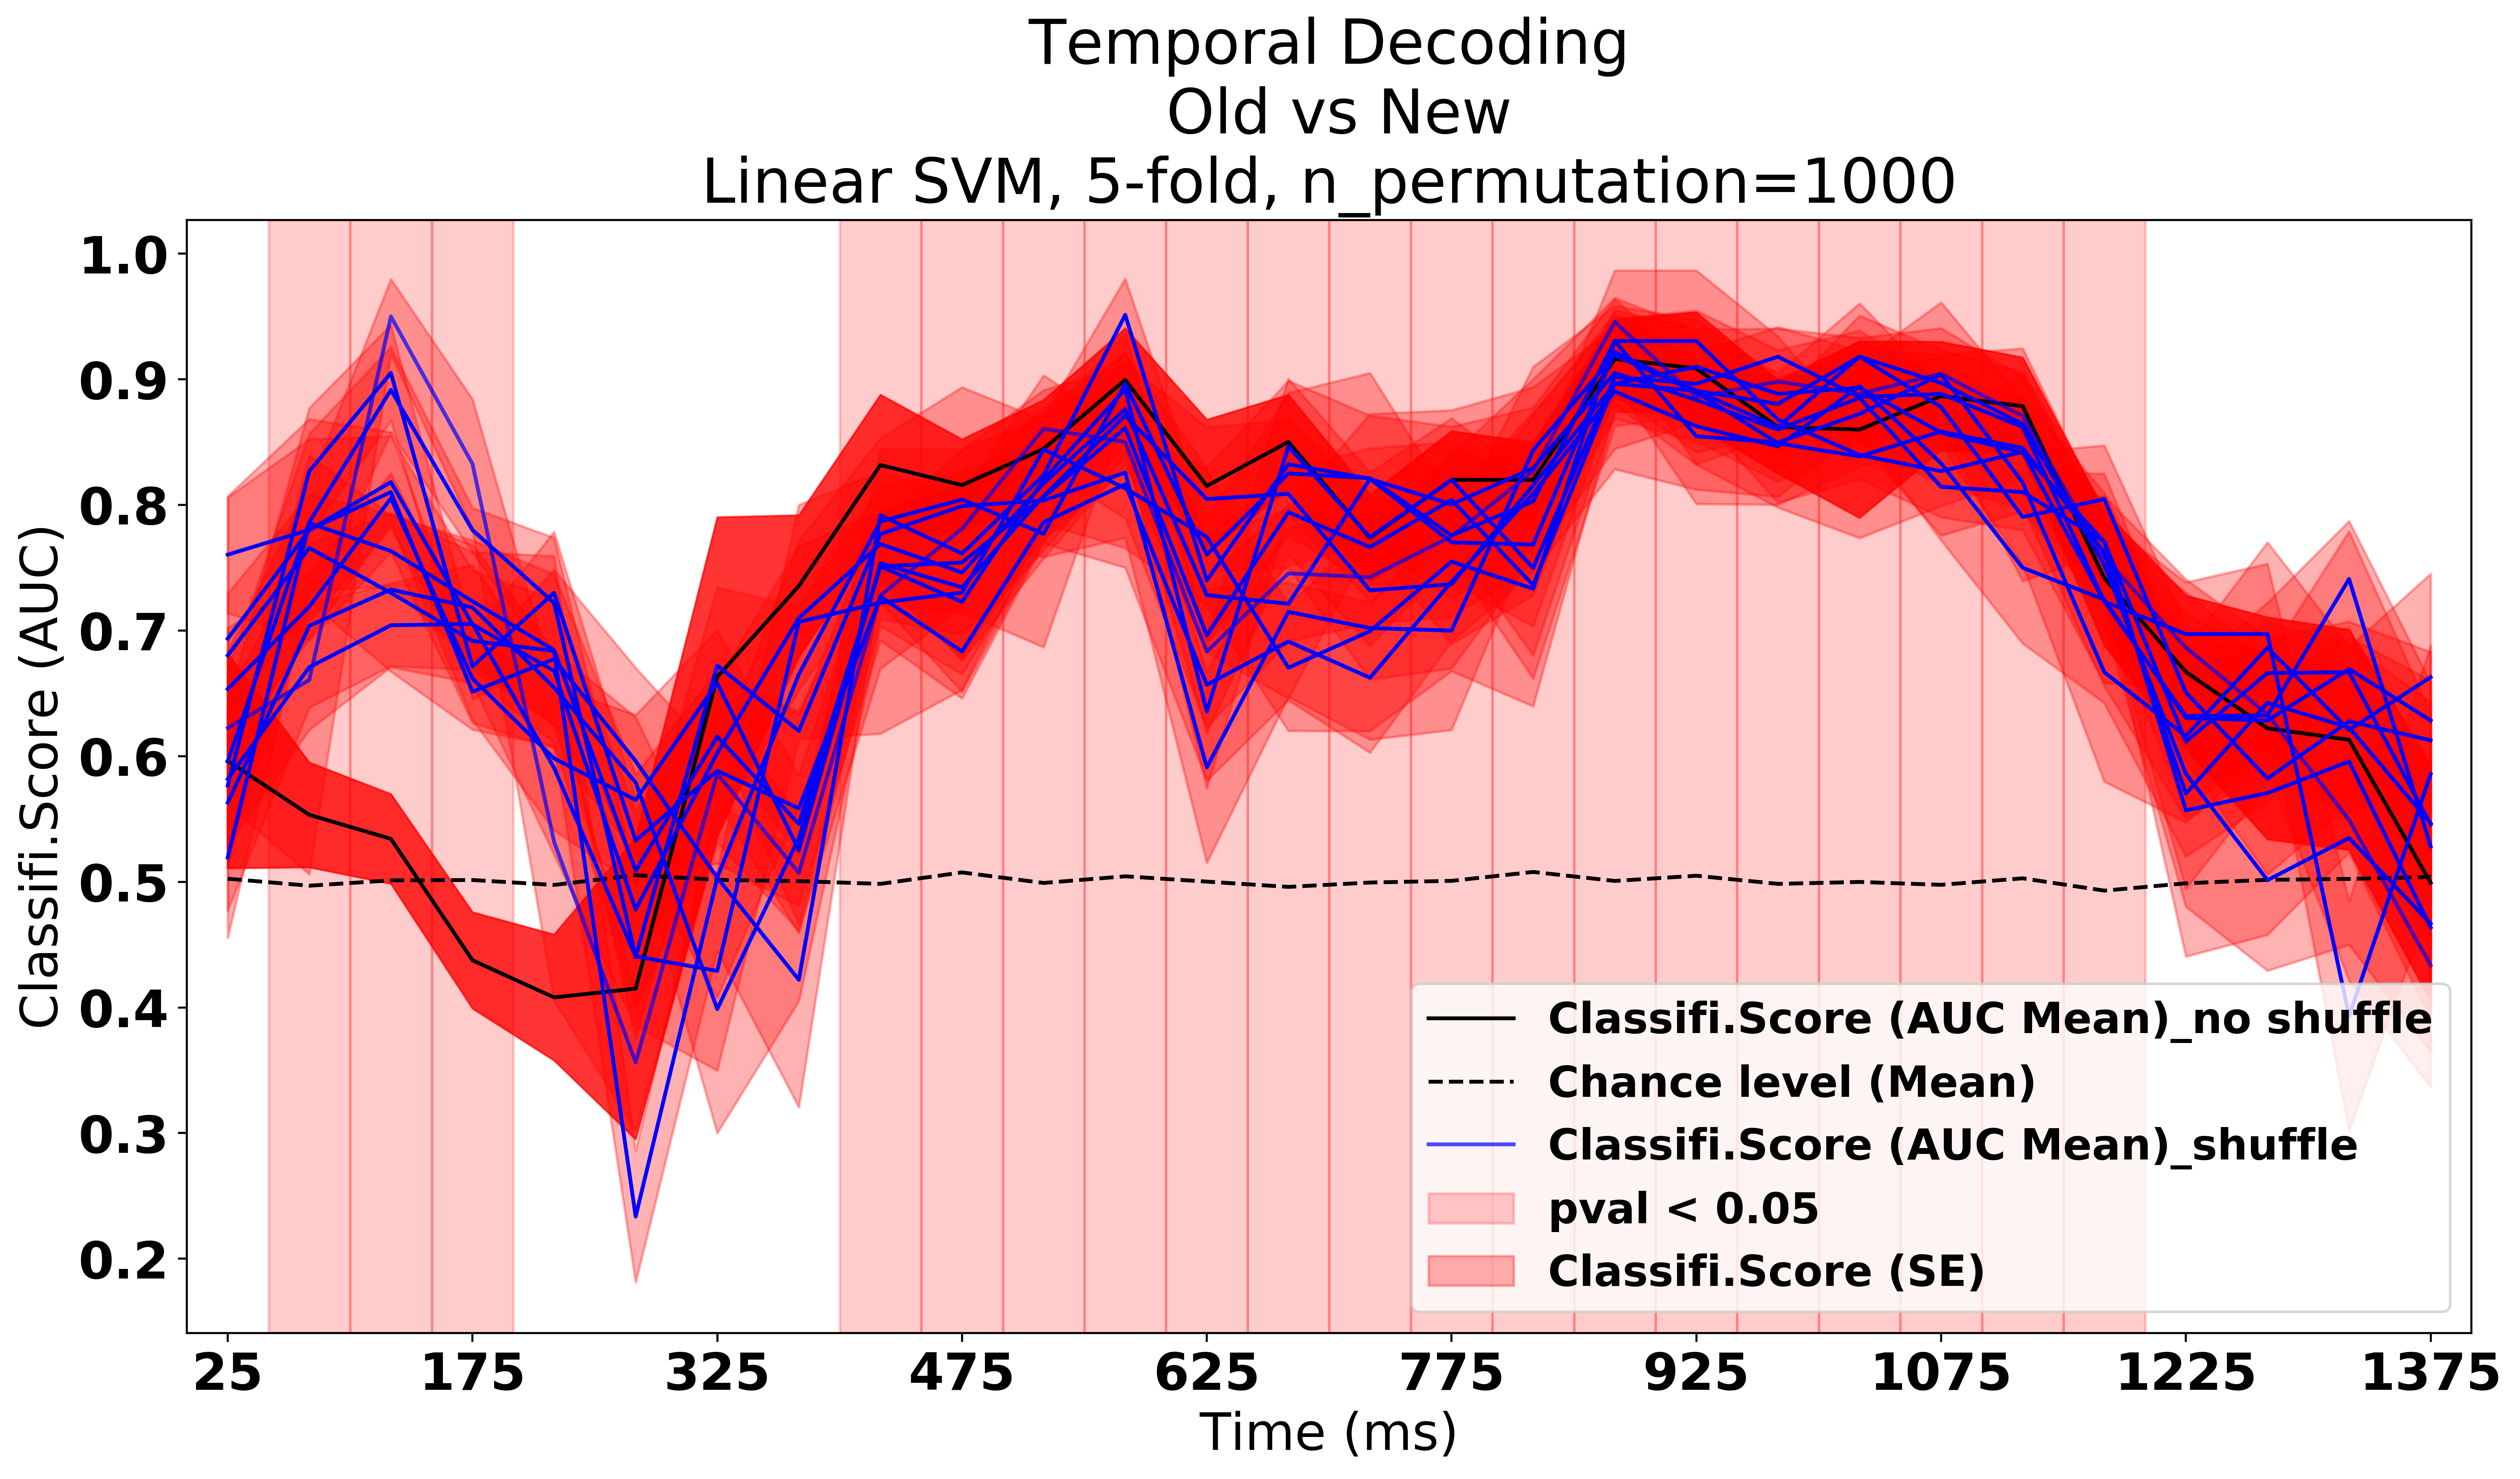 Temporal Decoding
Old vs New
Linear SVM, 5-fold, n_permutation=1000
Classifi.Score (AUC)
1.0
0.9
0.8
0.7
0.6
0.5
0.4
0.3
0.2
Classifi.Score (AUC Mean)_no shuffle
Chance level (Mean)
Classifi.Score (AUC Mean)_shuffle
pval < 0.05
Classifi.Score (SE)
25 175 325 475 625 775 925 1075 1225 1375
Time (ms)